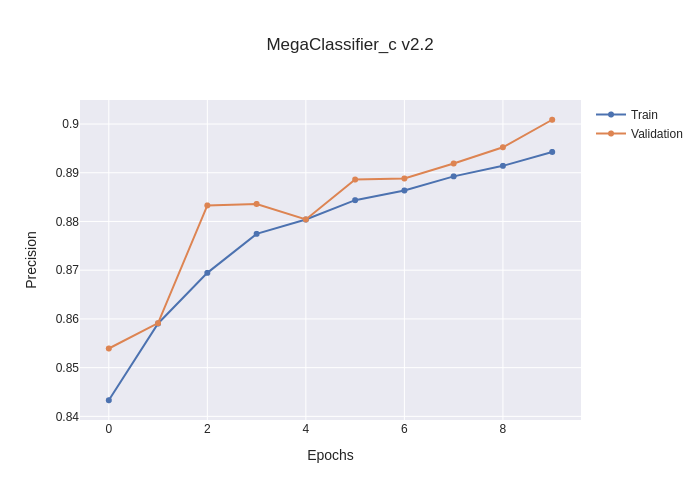 MegaClassifier_c v2.2
Train
Validation
Precision
0.9
0.89
0.88
0.87
0.86
0.85
0.84
0 2 4 6 8
Epochs